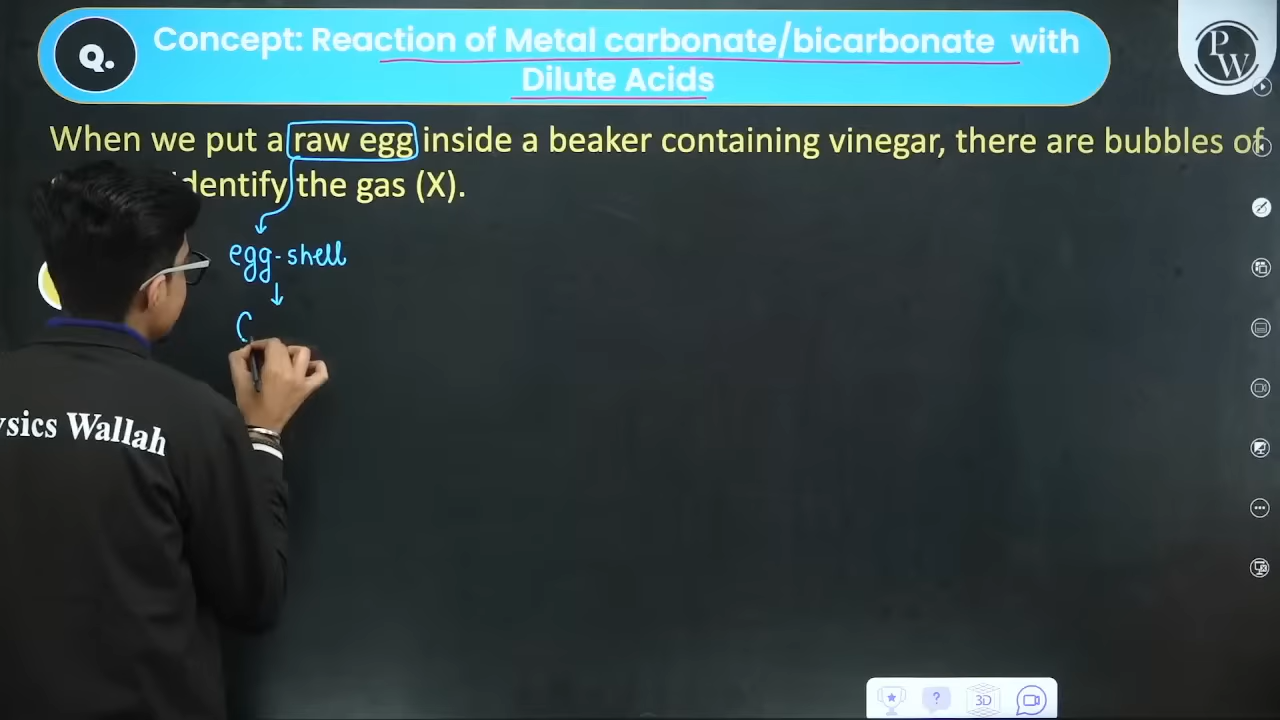 Q.
Concept: Reaction of Metal carbonate/bicarbonate with
Dilute Acids
PW
When we put a raw egg inside a beaker containing vinegar, there are bubbles of
identify the gas (X).
egg-shell
C
ysics Wallah
?
3D